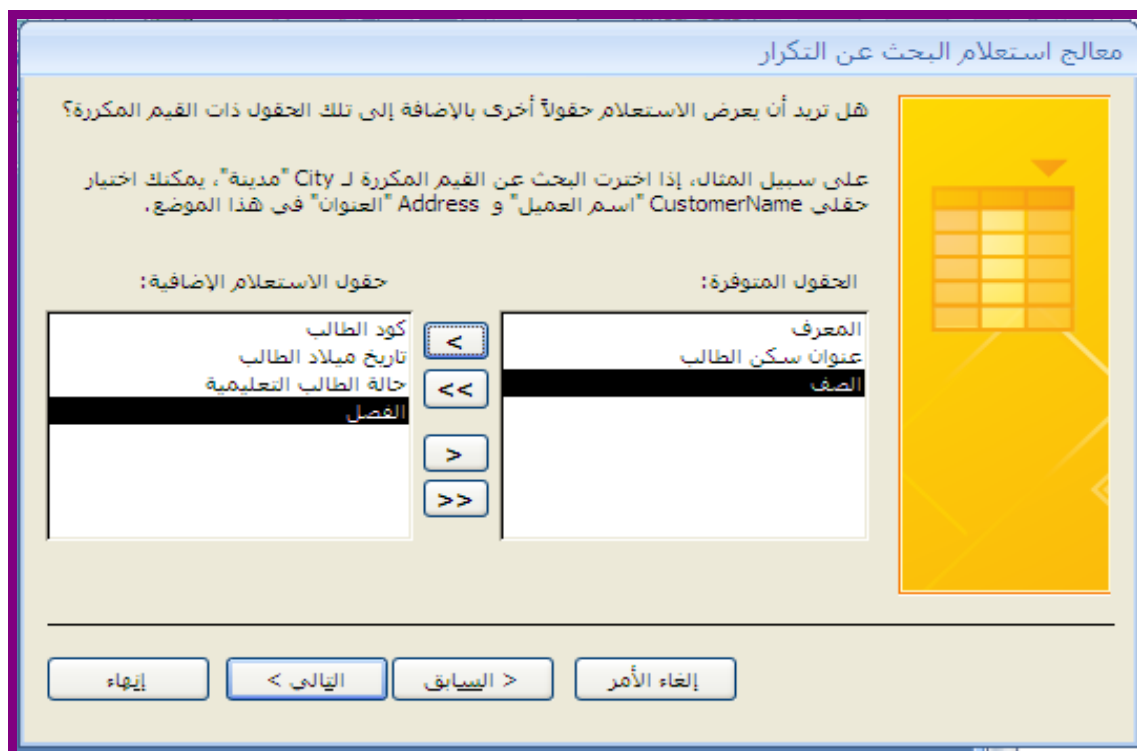 معالج استعلام البحث عن التكرار
هل تريد أن يعرض الاستعلام حقولاً أخرى بالإضافة إلى تلك الحقول ذات القيم المكررة؟
على سبيل المثال، إذا اخترت البحث عن القيم المكررة لـ City "مدينة"، يمكنك اختيار
حقلي CustomerName "اسم العميل" و Address "العنوان" في هذا الموضع.
الحقول المتوفرة:
المعرف
عنوان سكن الطالب
الصف
<
<<
>
>>
حقول الاستعلام الإضافية:
كود الطالب
تاريخ ميلاد الطالب
حالة الطالب التعليمية
الفصل
إلغاء الأمر
< السابق
التالي >
إنهاء